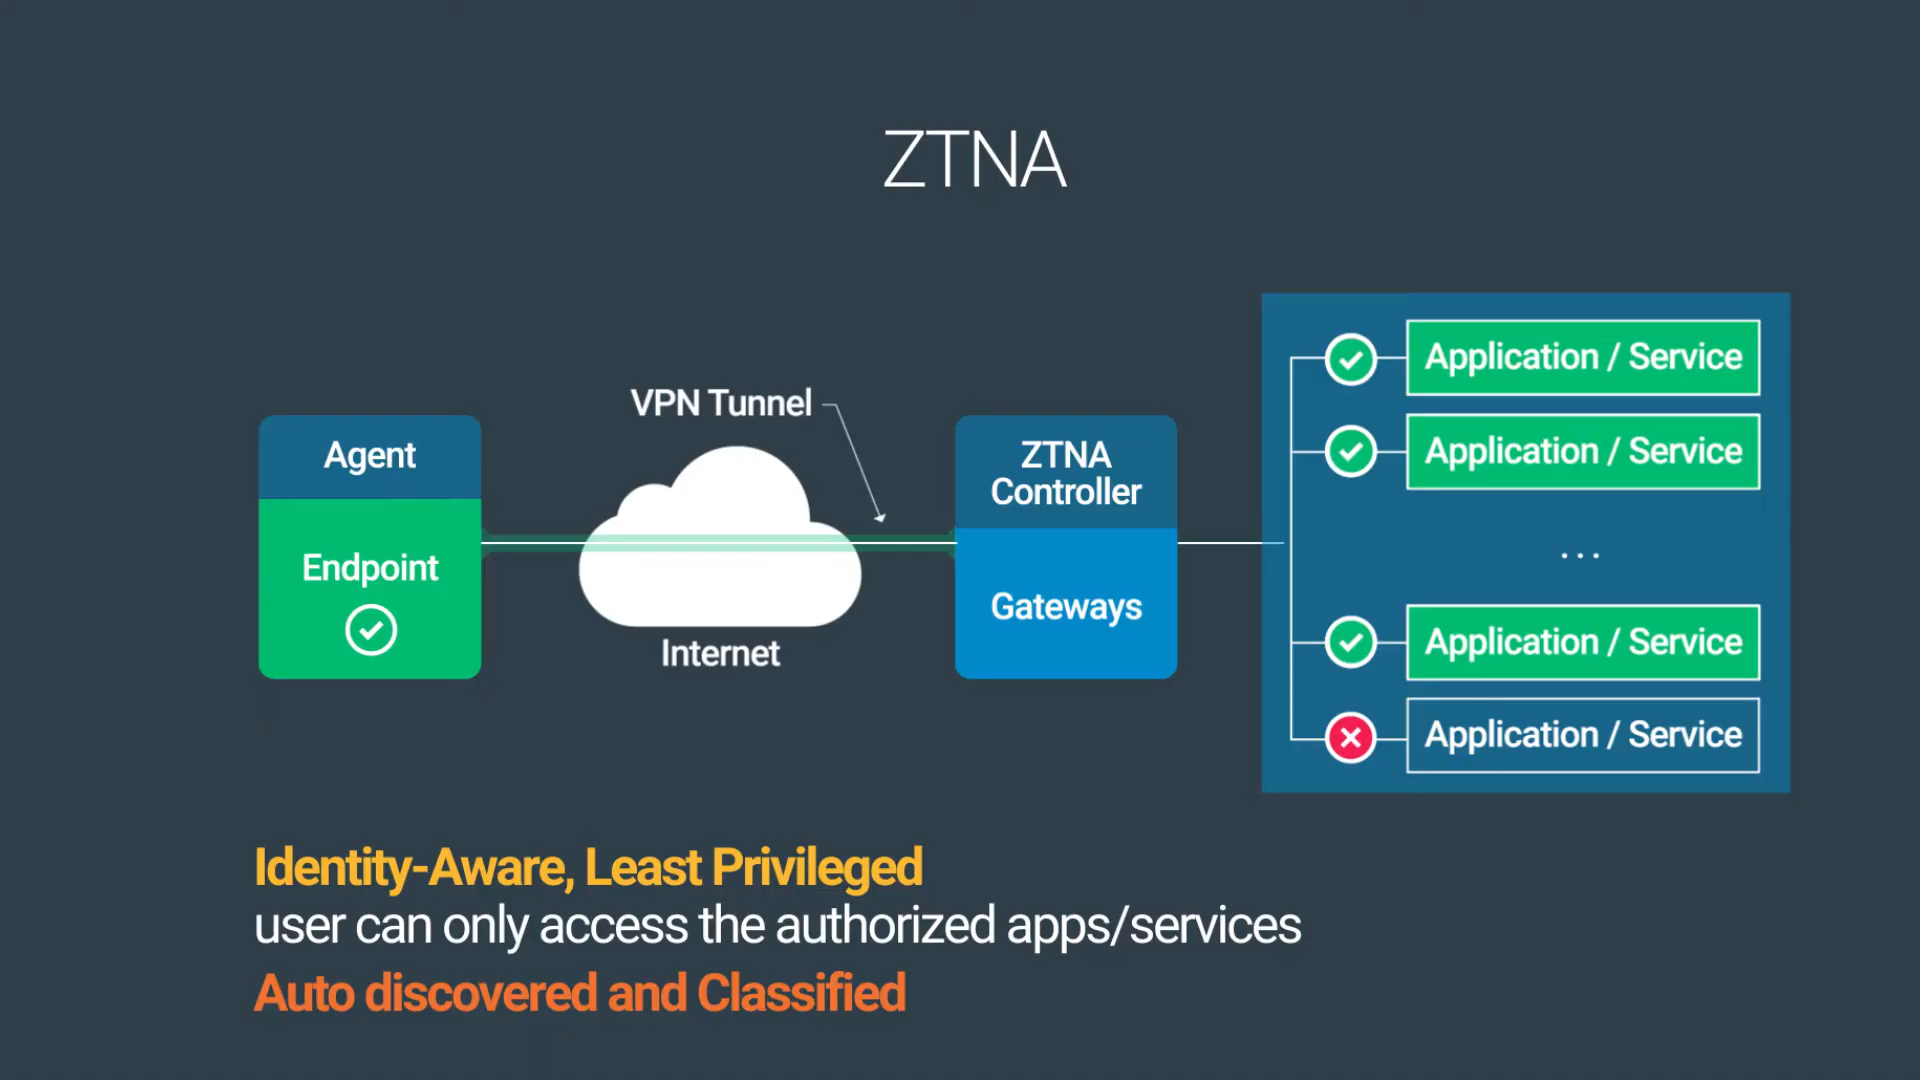 ZTNA
VPN Tunnel
Agent
Endpoint
Internet
ZTNA
Controller
Gateways
Application / Service
Application / Service
...
Application / Service
Application / Service
Identity-Aware, Least Privileged
user can only access the authorized apps/services
Auto discovered and Classified